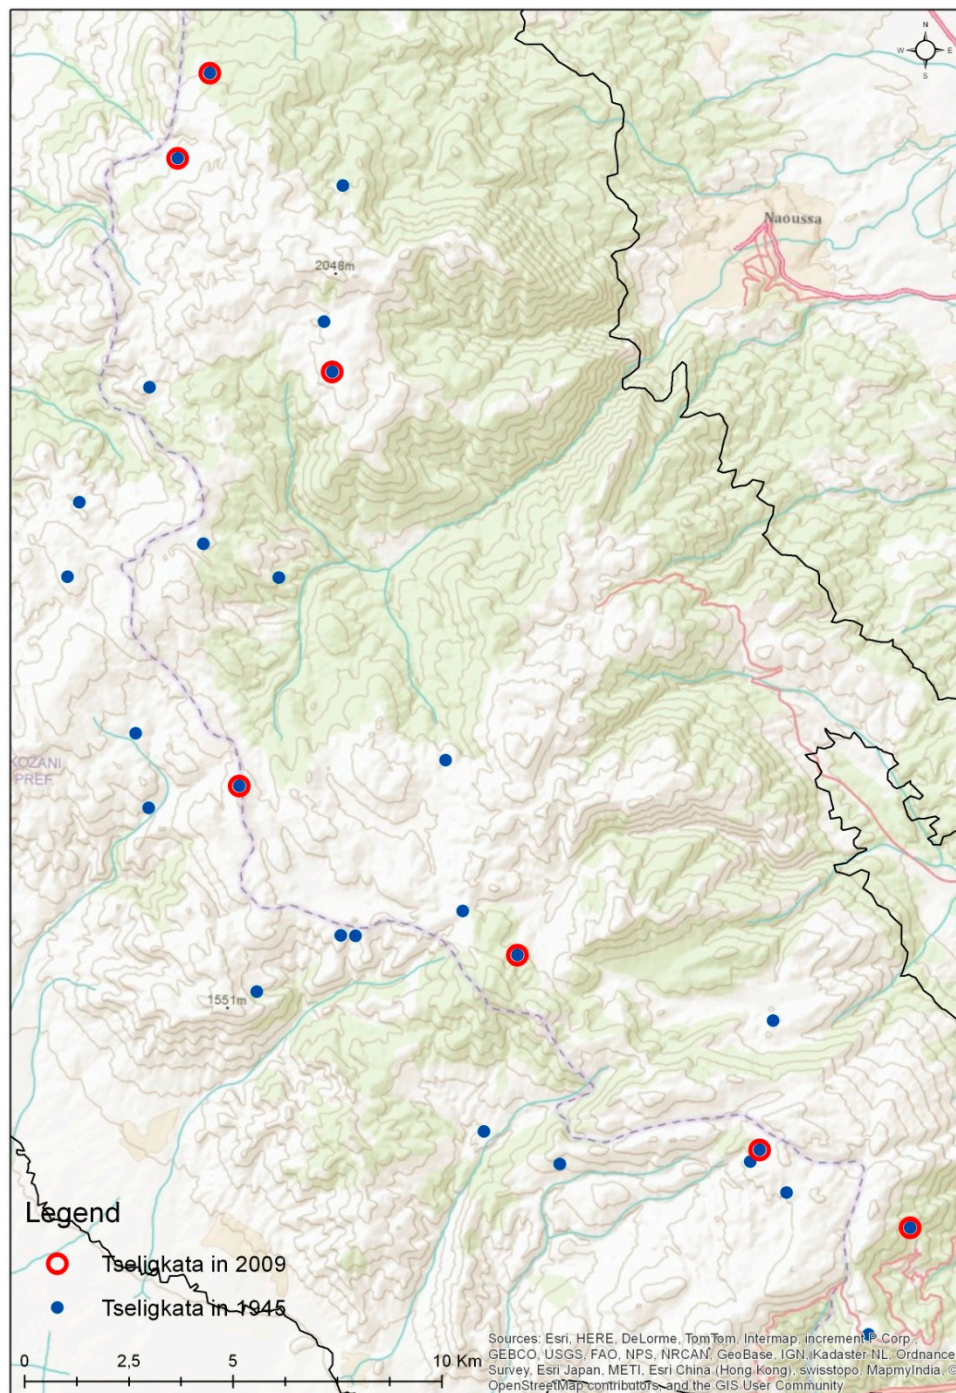 N
W E
S
Naoussa
2048m
KOZANI
PREF.
1551m
Legend
Tseligkata in 2009
Tseligkata in 1945
0 2,5 5 10 Km
Sources: Esri, HERE, DeLorme, TomTom, Intermap, increment P Corp.,
GEBCO, USGS, FAO, NPS, NRCAN, GeoBase, IGN, Kadaster NL, Ordnance
Survey, Esri Japan, METI, Esri China (Hong Kong), swisstopo, MapmyIndia, ©
OpenStreetMap contributors, and the GIS User Community